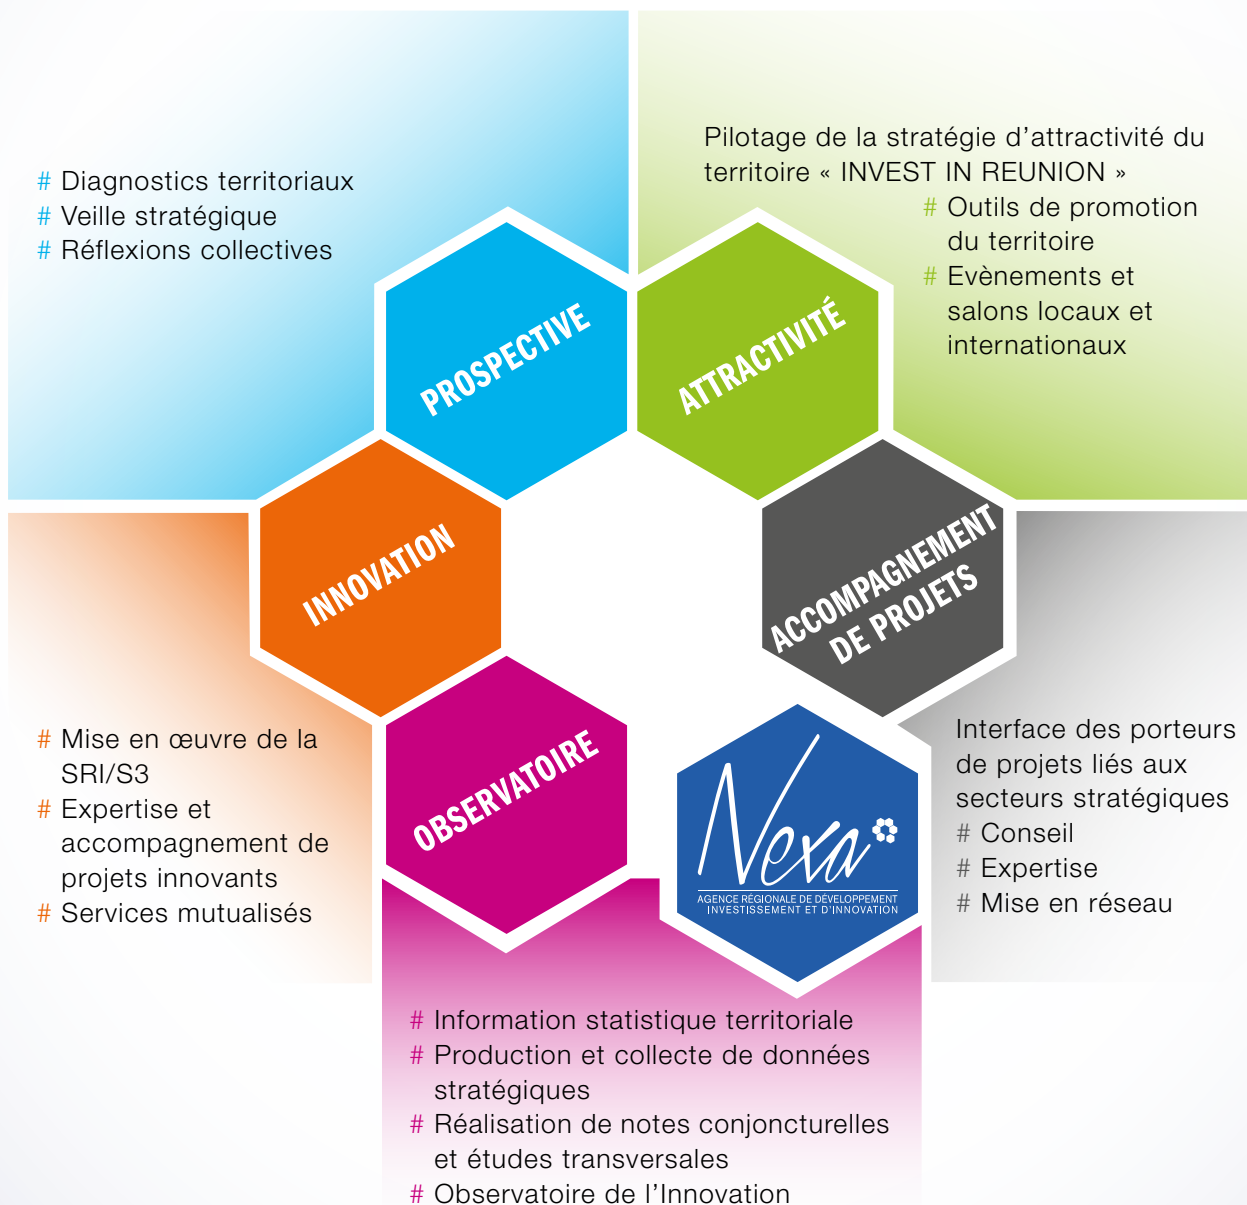 # Diagnostics territoriaux
# Veille stratégique
# Réflexions collectives
Pilotage de la stratégie d'attractivité du
territoire « INVEST IN REUNION »
# Outils de promotion
du territoire
# Evènements et
salons locaux et
internationaux
PROSPECTIVE
ATTRACTIVITÉ
INNOVATION
ACCOMPAGNEMENT
DE PROJETS
OBSERVATOIRE
Nexa
AGENCE RÉGIONALE DE DÉVELOPPEMENT
INVESTISSEMENT ET D'INNOVATION
# Mise en œuvre de la
SRI/S3
# Expertise et
accompagnement de
projets innovants
# Services mutualisés
Interface des porteurs
de projets liés aux
secteurs stratégiques
# Conseil
# Expertise
# Mise en réseau
# Information statistique territoriale
# Production et collecte de données
stratégiques
# Réalisation de notes conjoncturelles
et études transversales
# Observatoire de l'Innovation